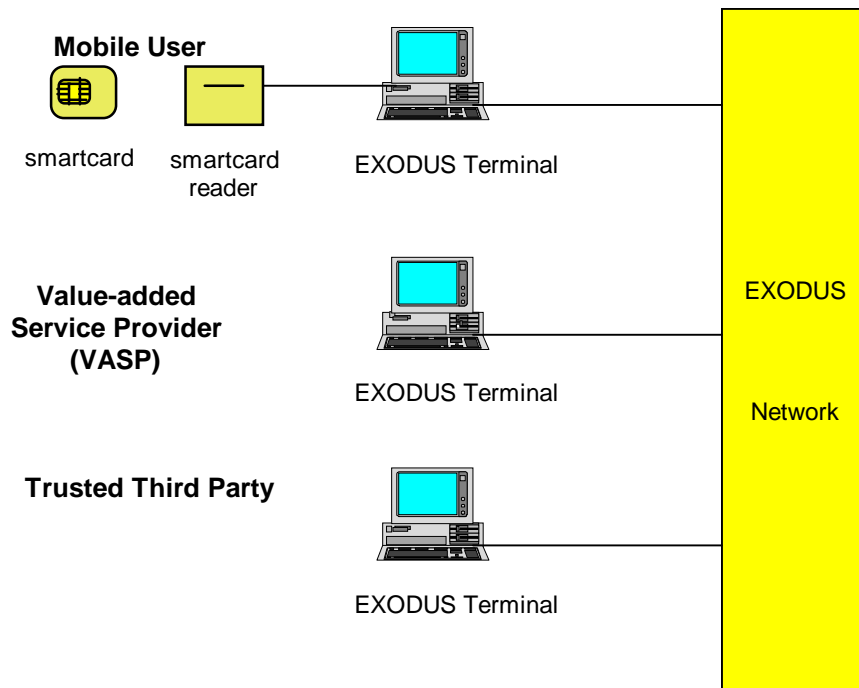 Mobile User
smartcard
smartcard
reader
EXODUS Terminal
Value-added
Service Provider
(VASP)
EXODUS Terminal
EXODUS
Network
Trusted Third Party
EXODUS Terminal